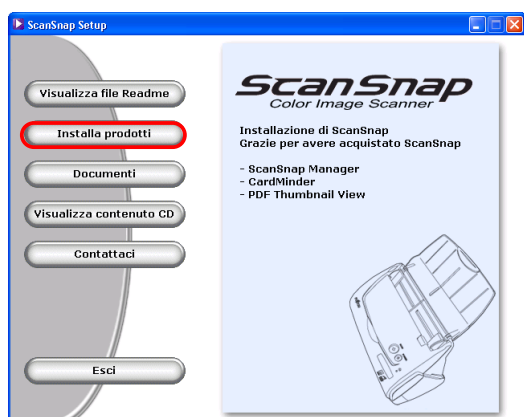 ScanSnap Setup
Visualizza file Readme
Installa prodotti
Documenti
Visualizza contenuto CD
Contattaci
Esci
ScanSnap
Color Image Scanner
Installazione di ScanSnap
Grazie per avere acquistato ScanSnap
- ScanSnap Manager
- CardMinder
- PDF Thumbnail View